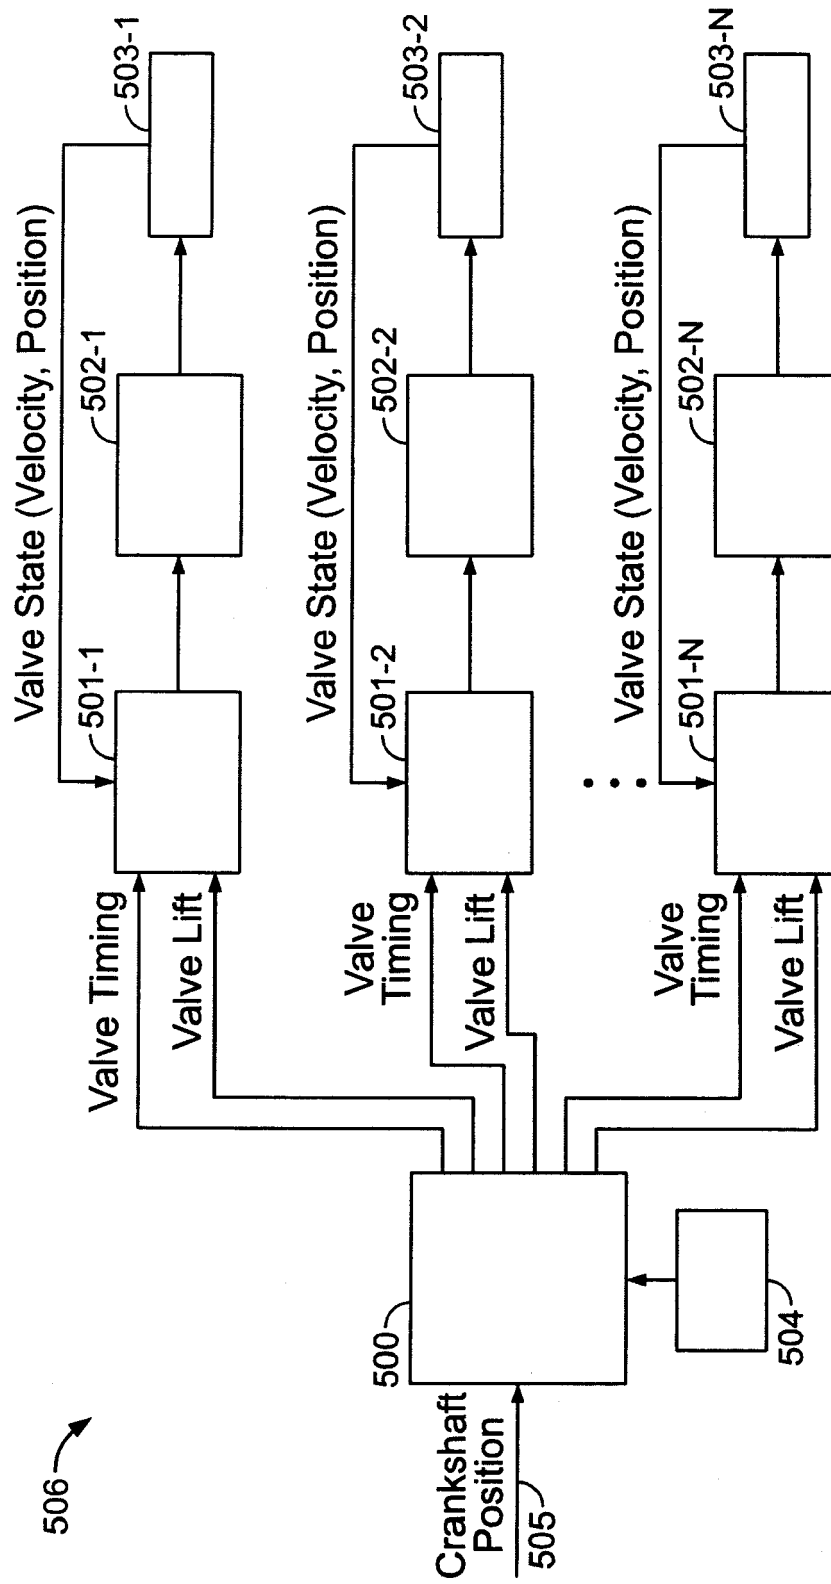 506
Crankshaft
Position
505
500
504
Valve Timing
Valve Lift
501-1
502-1
503-1
Valve State (Velocity, Position)
Valve
Timing
Valve Lift
501-2
502-2
503-2
Valve State (Velocity, Position)
Valve
Timing
Valve Lift
501-N
502-N
503-N
Valve State (Velocity, Position)